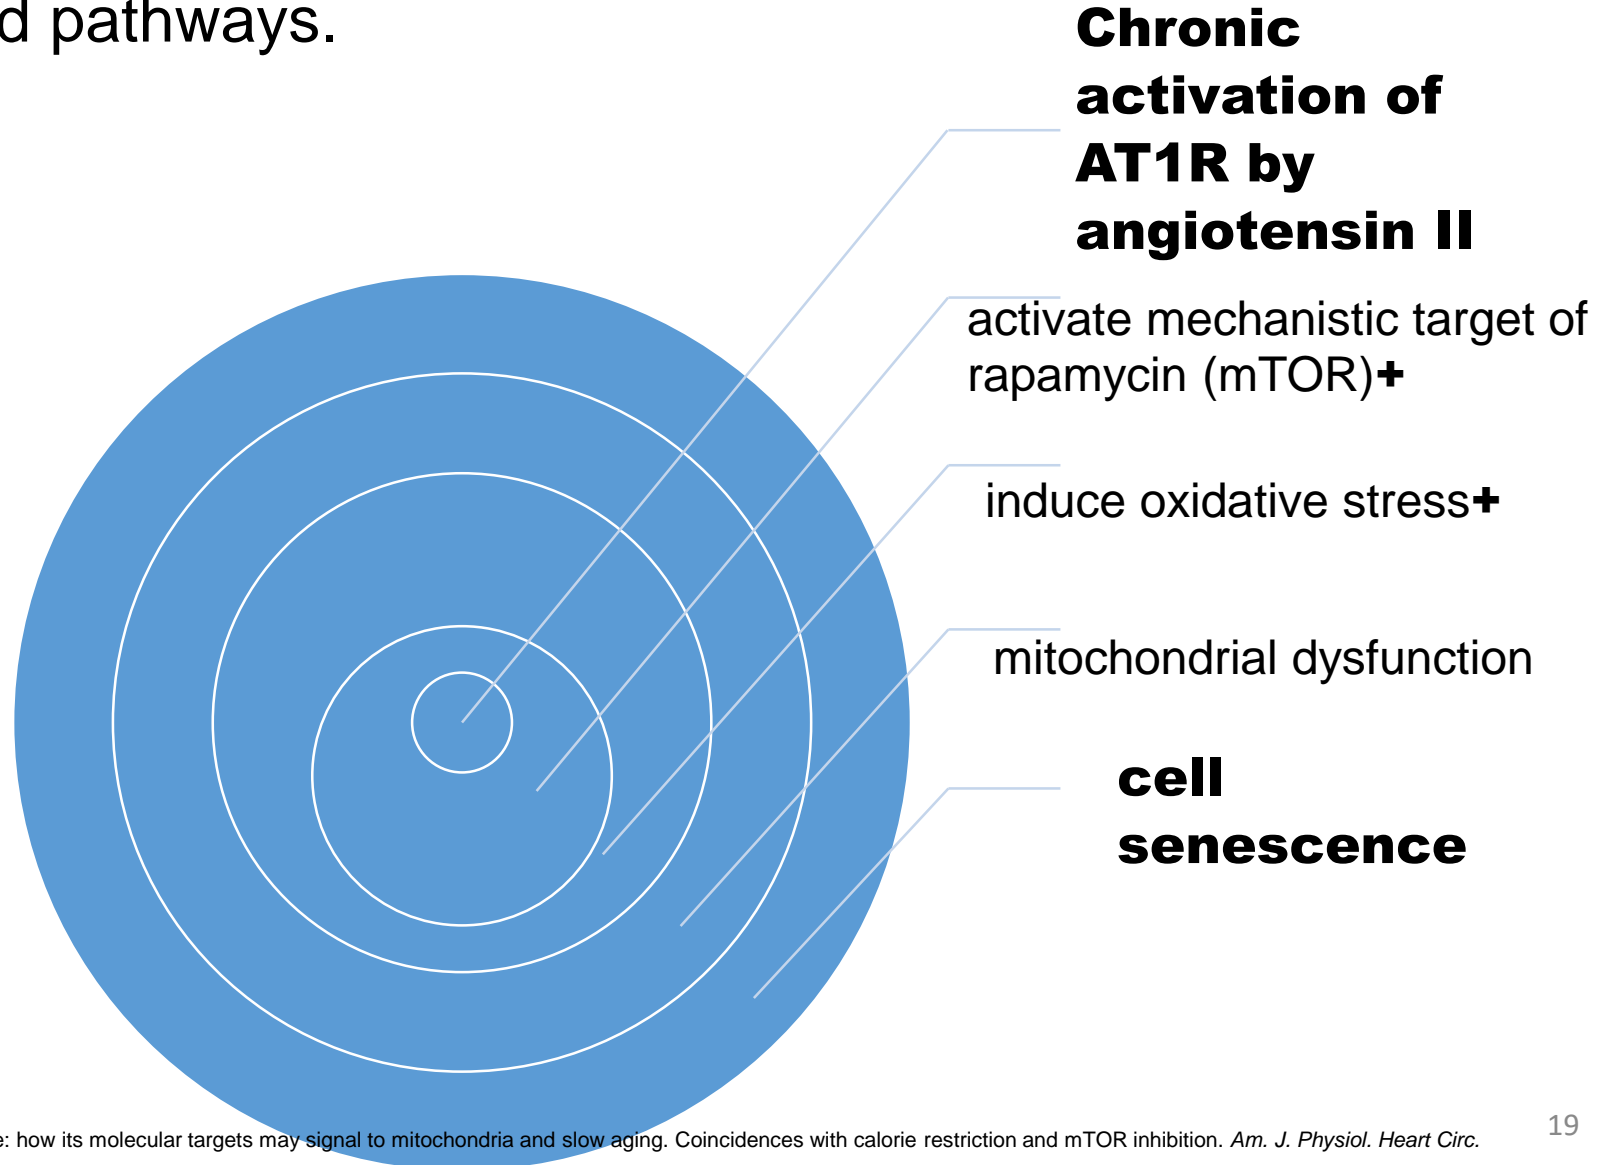 d pathways.
Chronic
activation of
AT1R by
angiotensin II
activate mechanistic target of
rapamycin (mTOR)+
induce oxidative stress+
mitochondrial dysfunction
cell
senescence
e: how its molecular targets may signal to mitochondria and slow aging. Coincidences with calorie restriction and mTOR inhibition. Am. J. Physiol. Heart Circ.
19